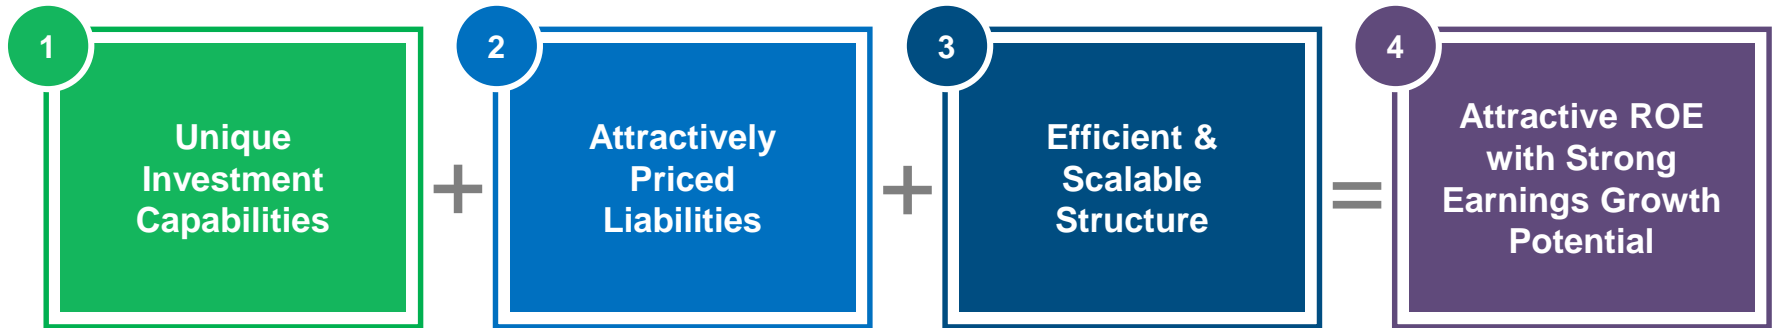 1
Unique
Investment
Capabilities
+
2
Attractively
Priced
Liabilities
+
3
Efficient &
Scalable
Structure
=
4
Attractive ROE
with Strong
Earnings Growth
Potential